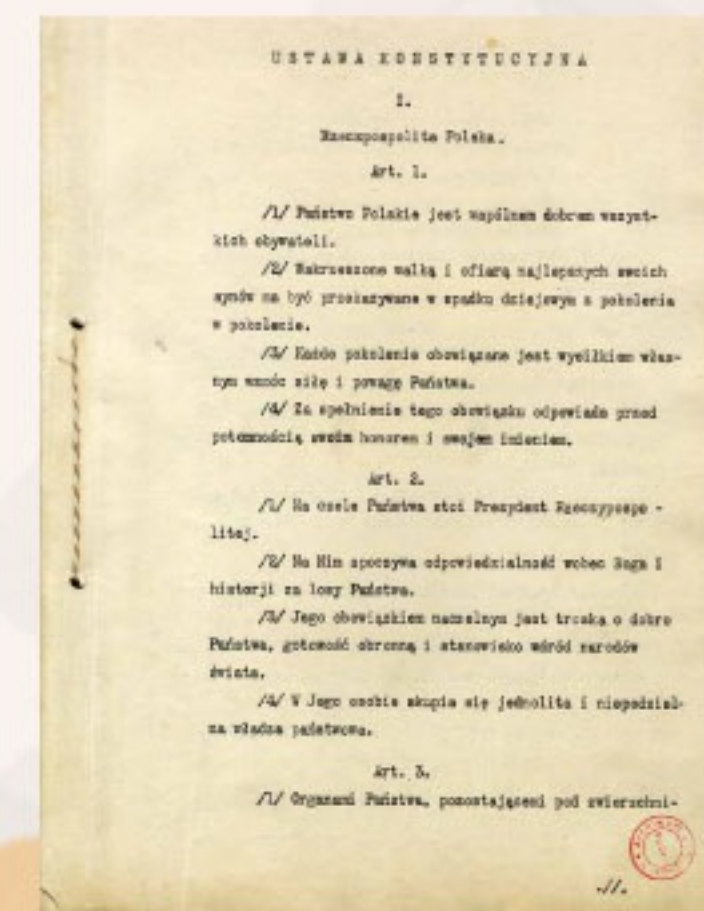 USTAWA KONSTYTUCYJNA
I.
Rzeczpospolita Polska.
Art. 1.
/1/ Państwo Polskie jest wspólnem dobrem wszyst-
kich obywateli.
/2/ Wskrzeszone walką i ofiarą najlepszych swoich
synów ma być przekazywane w spadku dziejowym z pokolenia
w pokolenie.
/3/ Każde pokolenie obowiązane jest wysiłkiem włas-
nym wzmóc siłę i powagę Państwa.
/4/ Za spełnienie tego obowiązku odpowiada przed
potomnością swoim honorem i swojem imieniem.
Art. 2.
/1/ Na czele Państwa stoi Prezydent Rzeczypospo -
litej.
/2/ Na Nim spoczywa odpowiedzialność wobec Boga i
historji za losy Państwa.
/3/ Jego obowiązkiem naczelnym jest troska o dobro
Państwa, gotowość obronną i stanowisko wśród narodów
świata.
/4/ W Jego osobie skupia się jednolita i niepodziel-
na władza państwowa.
Art. 3.
/1/ Organami Państwa, pozostającemi pod zwierzchni-
.//.